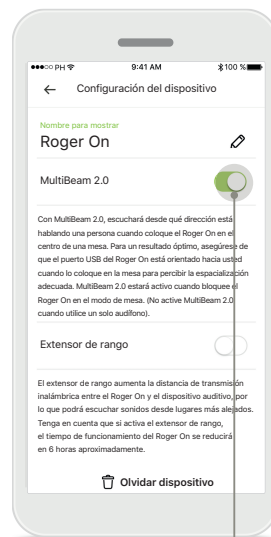 ●●●○○ PH 9:41 AM 100 %
Configuración del dispositivo
Nombre para mostrar
Roger On
MultiBeam 2.0
Con MultiBeam 2.0, escuchará desde qué dirección está
hablando una persona cuando coloque el Roger On en el
centro de una mesa. Para un resultado óptimo, asegúrese de
que el puerto USB del Roger On está orientado hacia usted
cuando lo coloque en la mesa para percibir la espacialización
adecuada. MultiBeam 2.0 estará activo cuando bloquee el
Roger On en el modo de mesa. (No active MultiBeam 2.0
cuando utilice un solo audífono).
Extensor de rango
El extensor de rango aumenta la distancia de transmisión
inalámbrica entre el Roger On y el dispositivo auditivo, por
lo que podrá escuchar sonidos desde lugares más alejados.
Tenga en cuenta que si activa el extensor de rango,
el tiempo de funcionamiento del Roger On se reducirá
en 6 horas aproximadamente.
Olvidar dispositivo